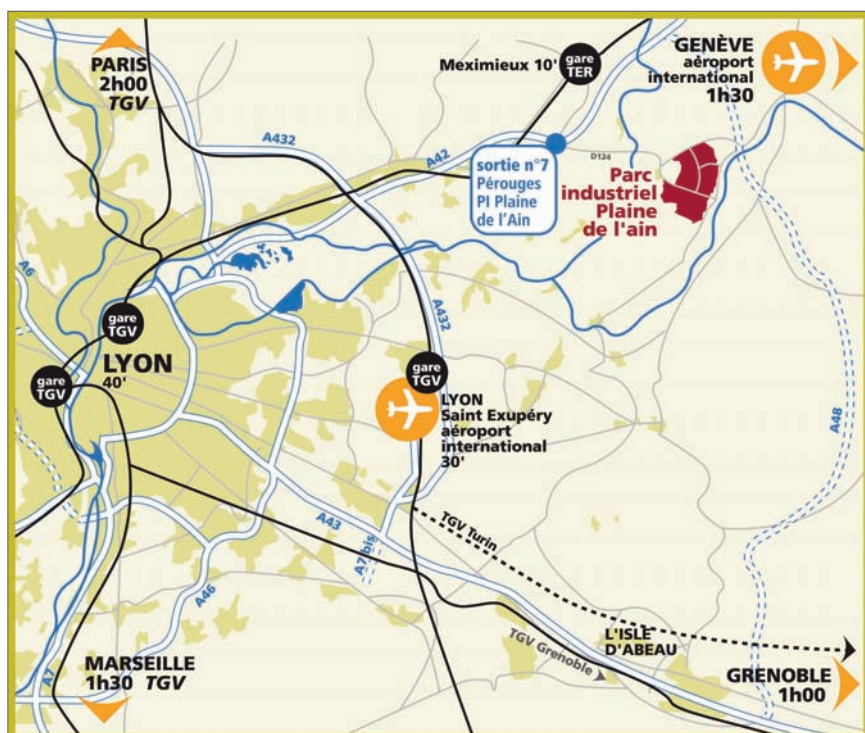 PARIS
2h00
TGV
Meximieux 10'
gare
TER
GENÈVE
aéroport
international
1h30
A432
A42
sortie n°7
Pérouges
PI Plaine
de l'Ain
D124
Parc
industriel
Plaine
de l'ain
A6
gare
TGV
LYON
40'
gare
TGV
A432
gare
TGV
LYON
Saint Exupéry
aéroport
international
30'
A48
A43
A7 bis
TGV Turin
A46
TGV Grenoble
L'ISLE
D'ABEAU
A7
MARSEILLE
1h30 TGV
GRENOBLE
1h00